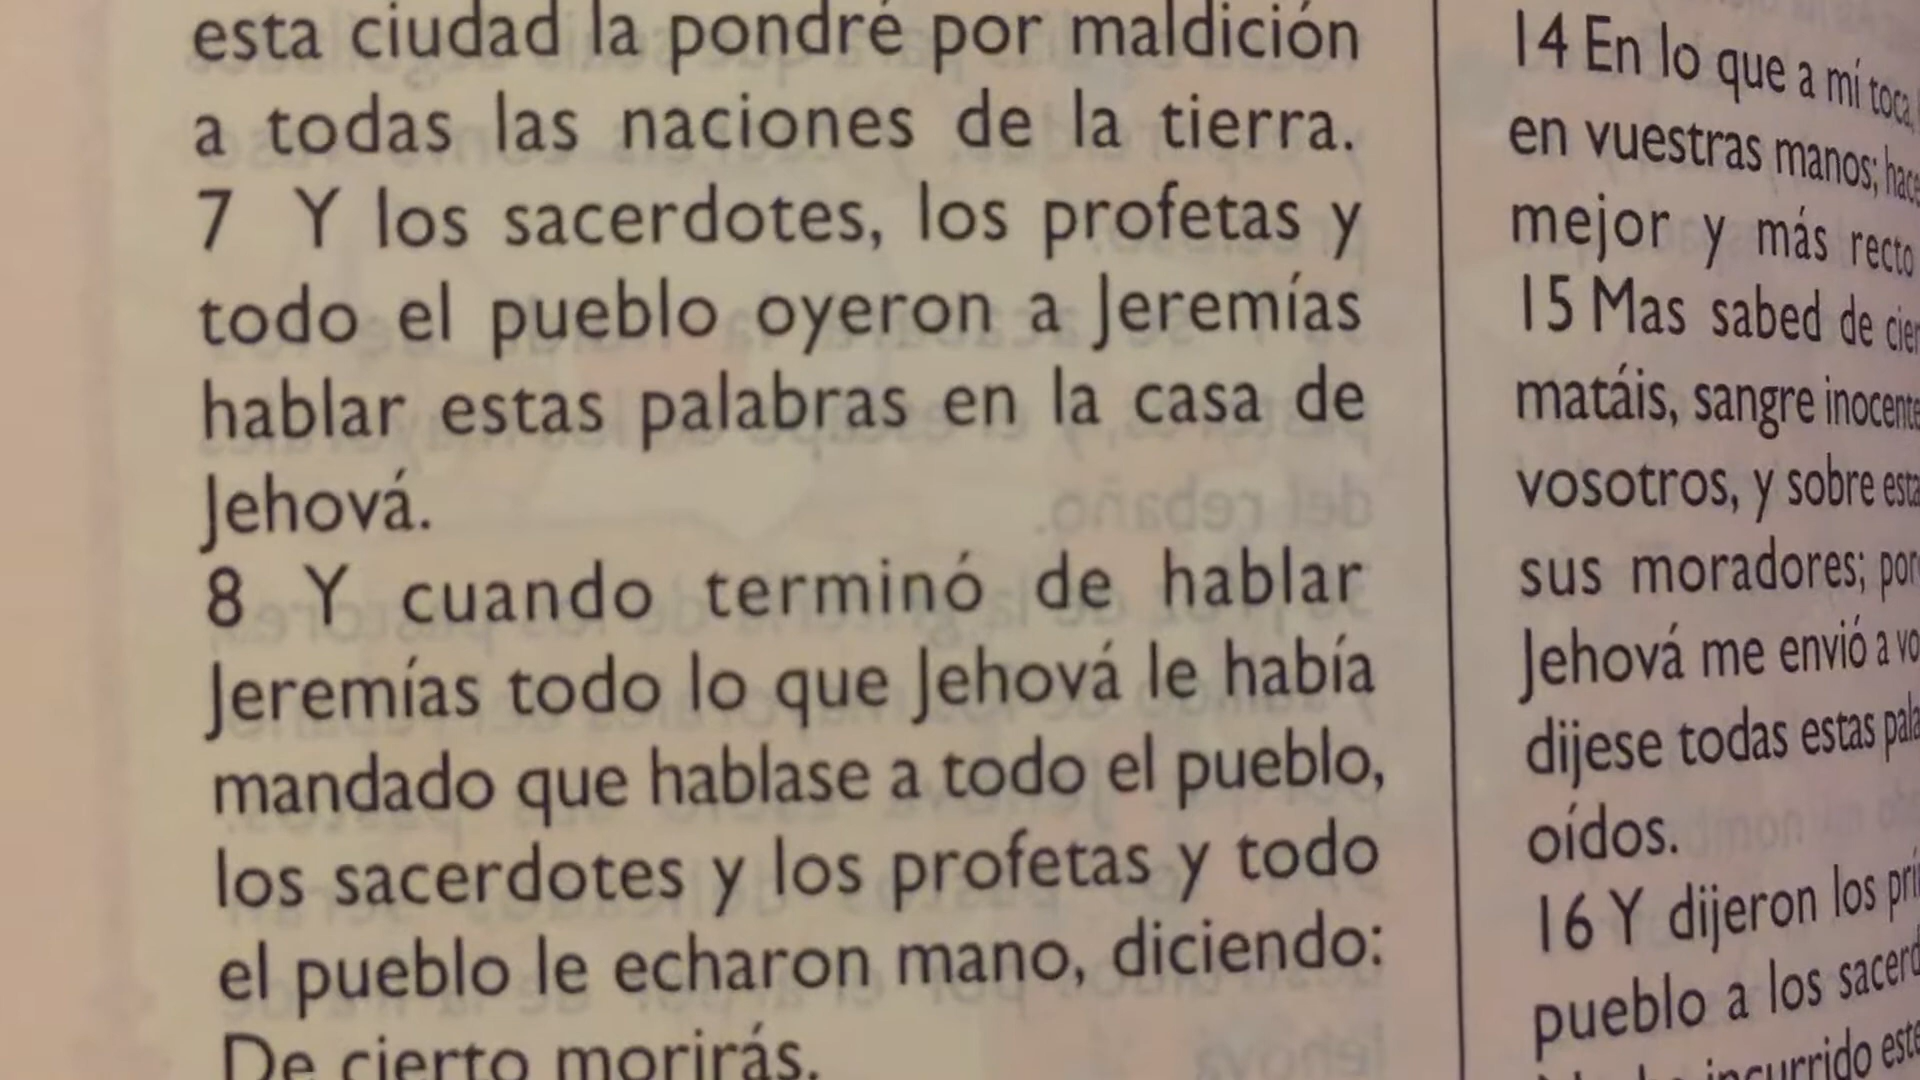 esta ciudad la pondré por maldición
a todas las naciones de la tierra.
7 Y los sacerdotes, los profetas y
todo el pueblo oyeron a Jeremías
hablar estas palabras en la casa de
Jehová.
8 Y cuando terminó de hablar
Jeremías todo lo que Jehová le había
mandado que hablase a todo el pueblo,
los sacerdotes y los profetas y todo
el pueblo le echaron mano, diciendo:
De cierto morirás.
14 En lo que a mí toca,
en vuestras manos;
mejor y más recto
15 Mas sabed de
matáis, sangre
vosotros, y sobre
sus moradores;
Jehová me envió a
dijese todas estas
oídos.
16 Y dijeron los
pueblo a los
incurrido